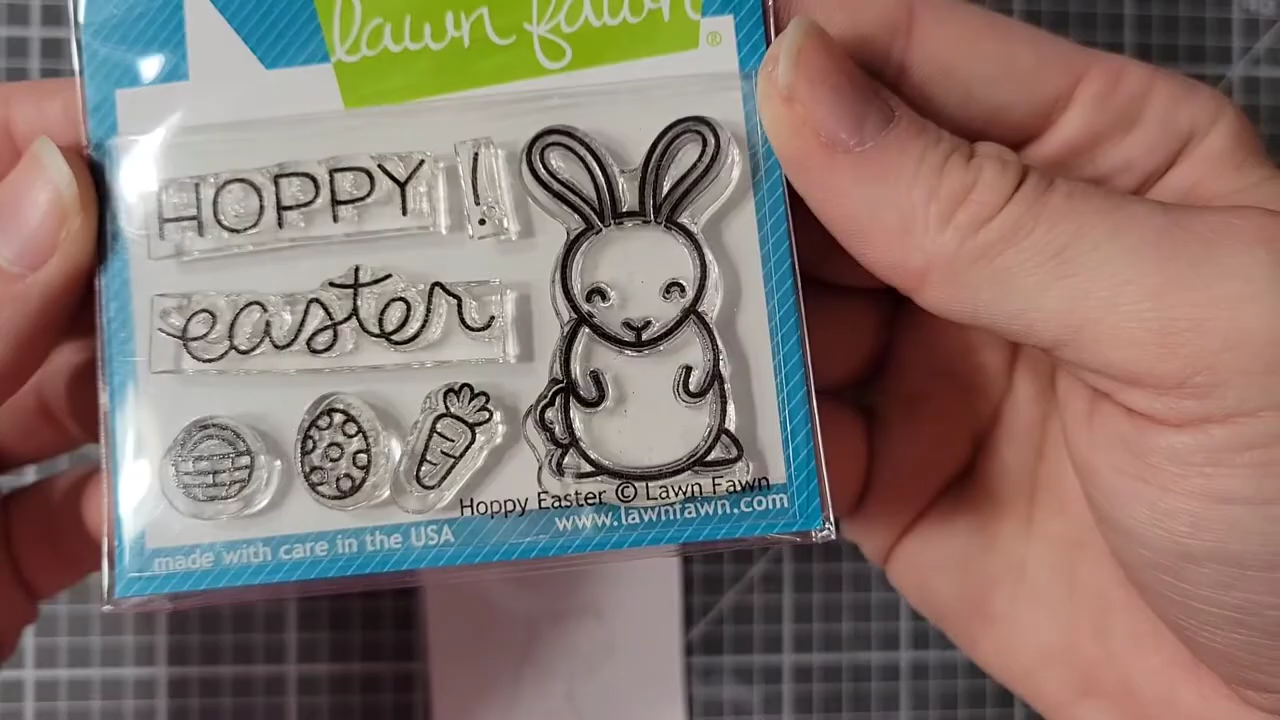 lawn fawn ®
HOPPY !
easter
Hoppy Easter © Lawn Fawn
www.lawnfawn.com
made with care in the USA